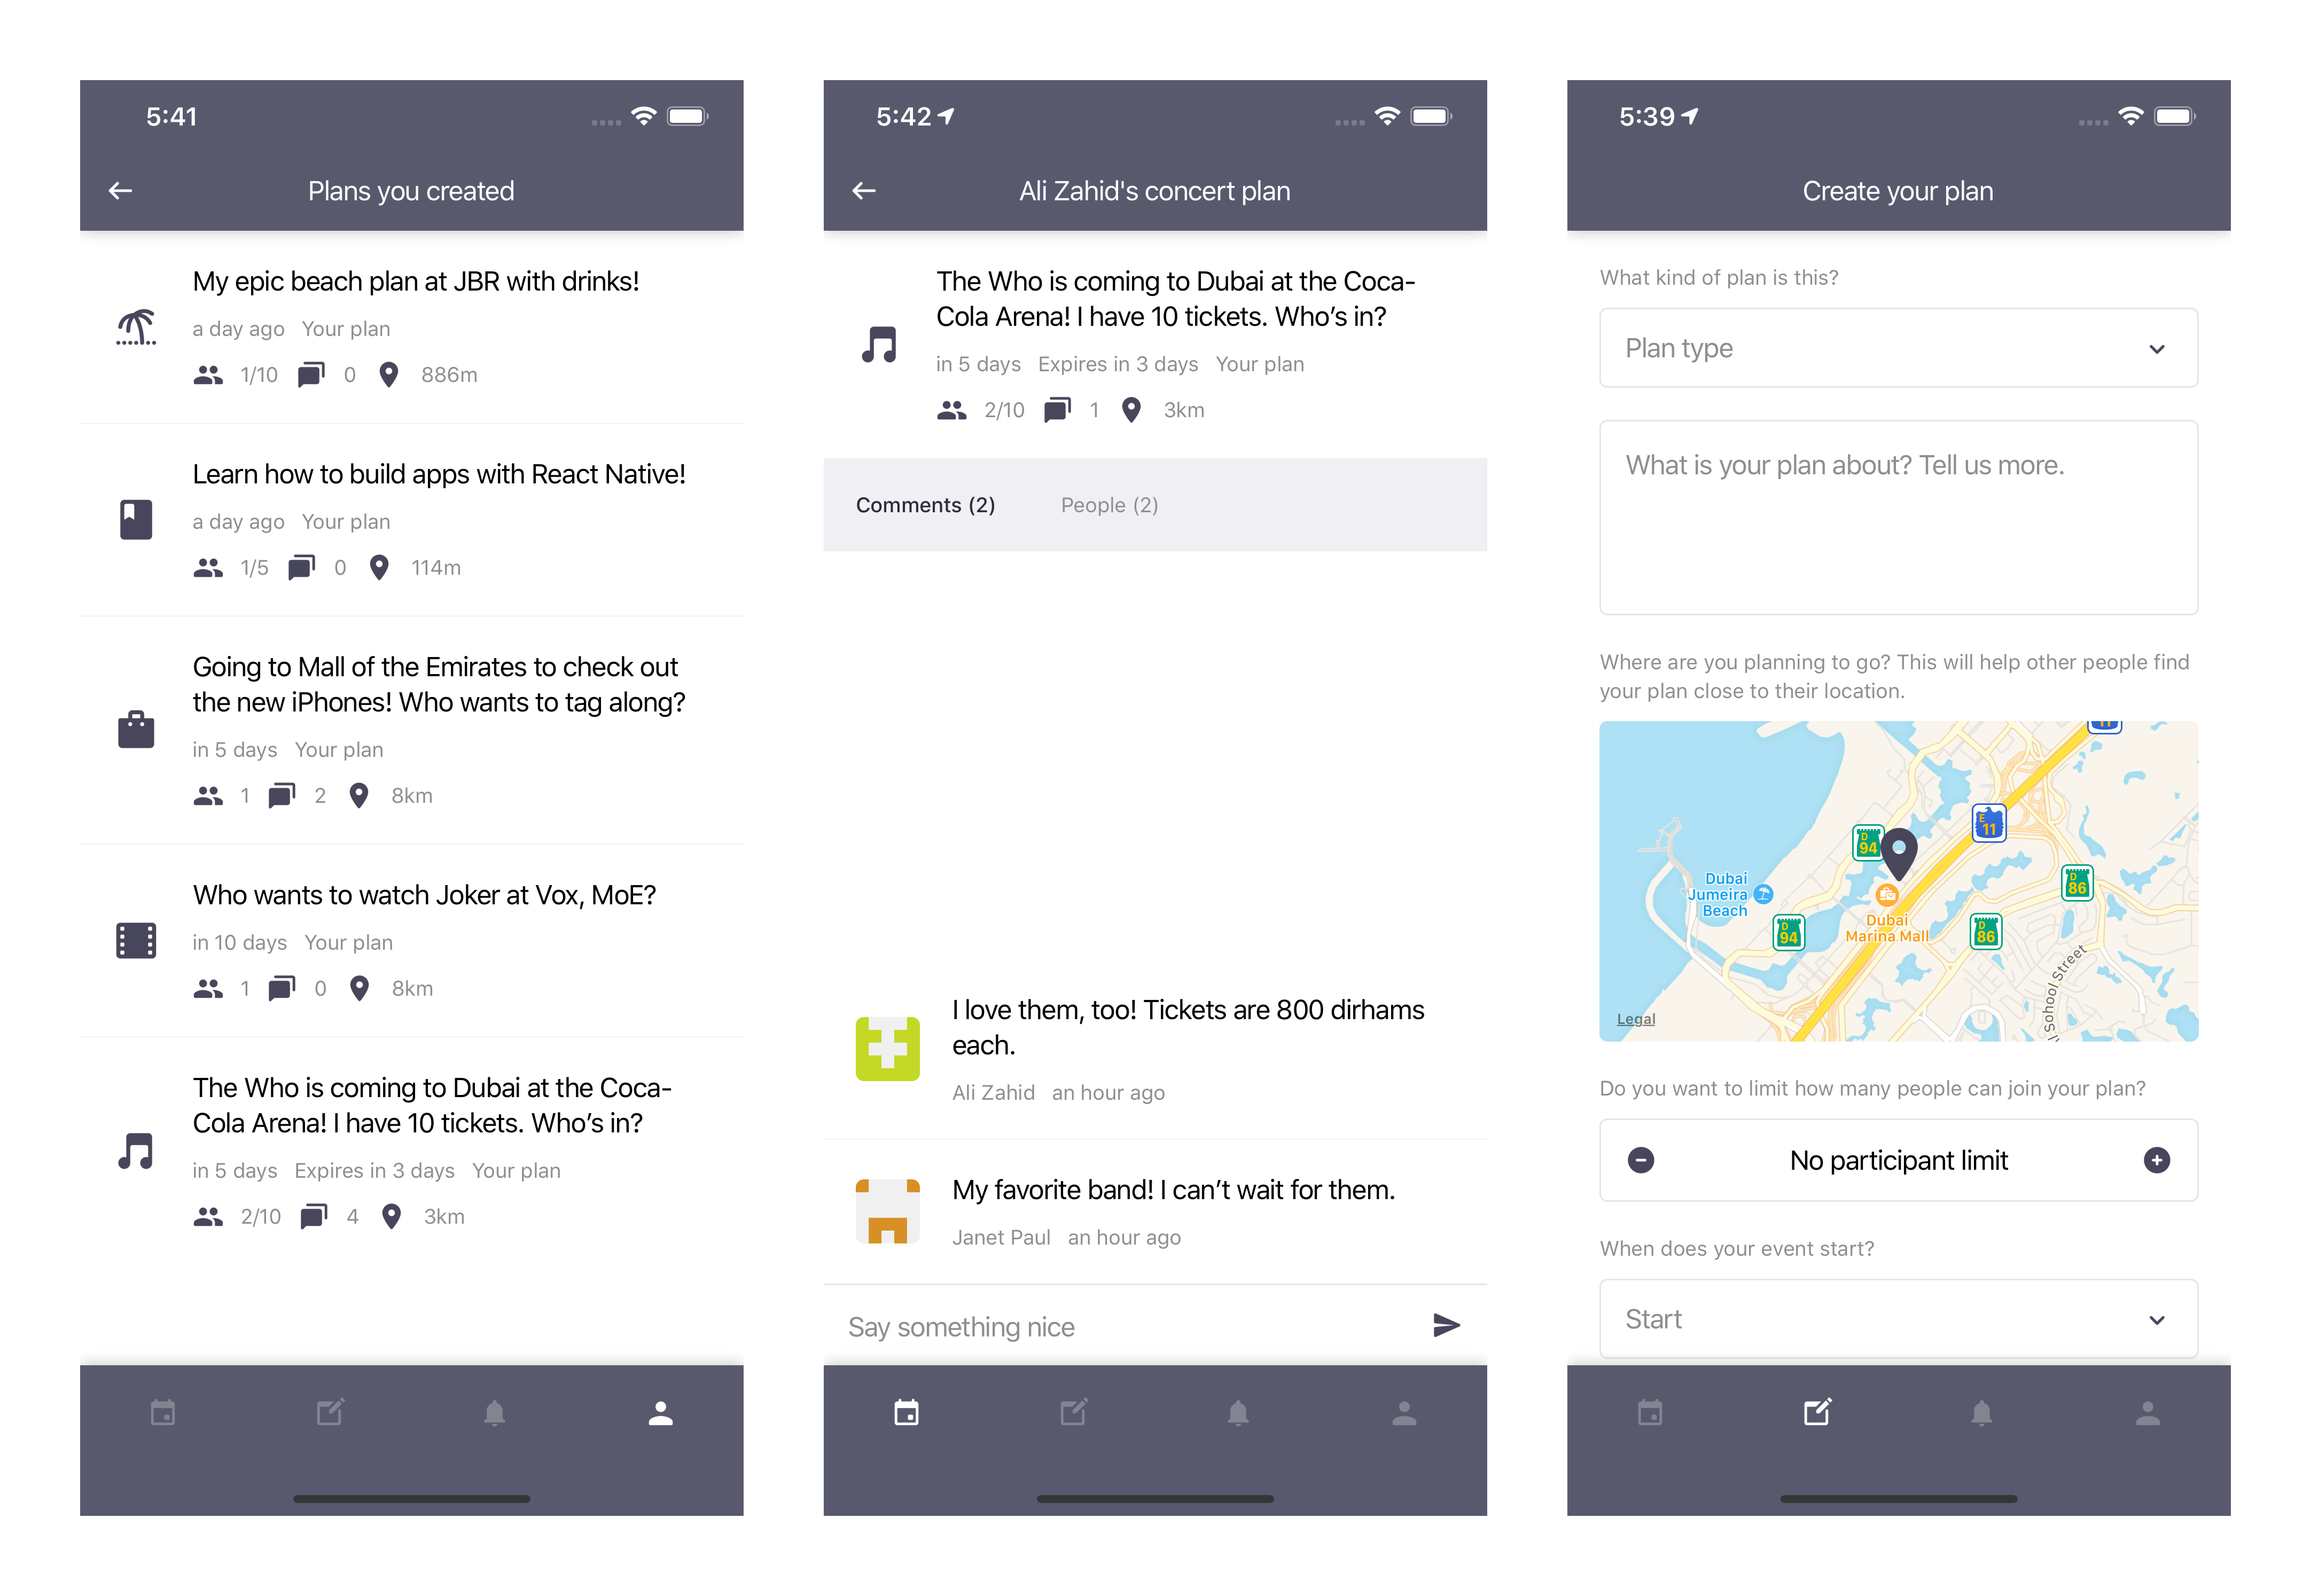 5:41
Plans you created
My epic beach plan at JBR with drinks!
a day ago Your plan
1/10 0 886m
Learn how to build apps with React Native!
a day ago Your plan
1/5 0 114m
Going to Mall of the Emirates to check out
the new iPhones! Who wants to tag along?
in 5 days Your plan
1 2 8km
Who wants to watch Joker at Vox, MoE?
in 10 days Your plan
1 0 8km
The Who is coming to Dubai at the Coca-
Cola Arena! I have 10 tickets. Who’s in?
in 5 days Expires in 3 days Your plan
2/10 4 3km
5:42
Ali Zahid's concert plan
The Who is coming to Dubai at the Coca-
Cola Arena! I have 10 tickets. Who’s in?
in 5 days Expires in 3 days Your plan
2/10 1 3km
Comments (2) People (2)
I love them, too! Tickets are 800 dirhams
each.
Ali Zahid an hour ago
My favorite band! I can’t wait for them.
Janet Paul an hour ago
Say something nice
5:39
Create your plan
What kind of plan is this?
Plan type
What is your plan about? Tell us more.
Where are you planning to go? This will help other people find
your plan close to their location.
11
E
11
D
94
Dubai
Jumeira
Beach
D
86
Dubai
Marina Mall
D
94
D
86
School Street
Legal
Do you want to limit how many people can join your plan?
No participant limit
When does your event start?
Start